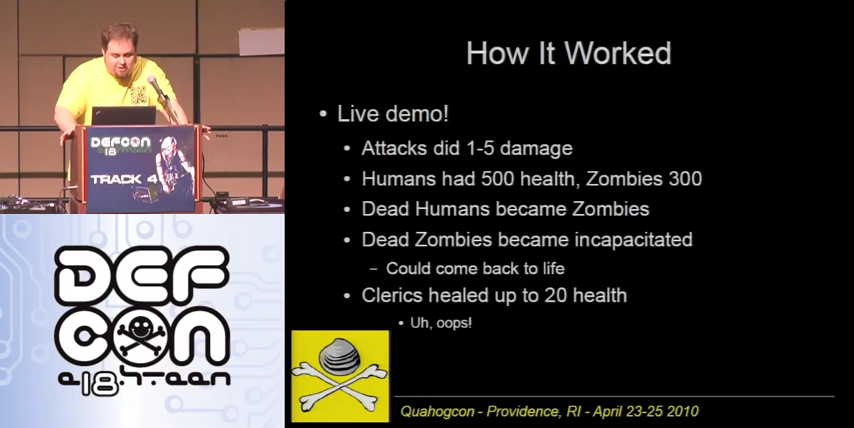 DEFCON
18
TRACK 4
DEF
CON
e18hteen
How It Worked
• Live demo!
• Attacks did 1-5 damage
• Humans had 500 health, Zombies 300
• Dead Humans became Zombies
• Dead Zombies became incapacitated
– Could come back to life
• Clerics healed up to 20 health
• Uh, oops!
Quahogcon - Providence, RI - April 23-25 2010